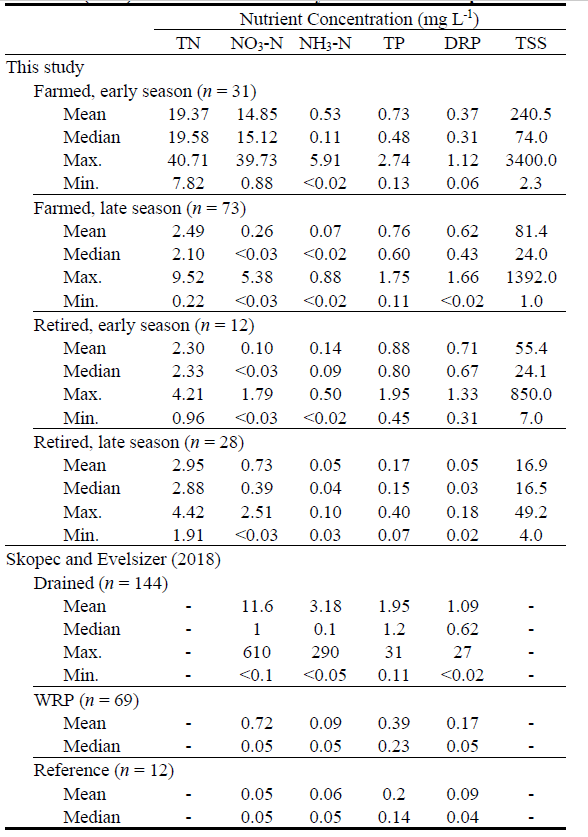 Nutrient Concentration (mg L-1)
TN NO3-N NH3-N TP DRP TSS
This study
Farmed, early season (n = 31)
Mean 19.37 14.85 0.53 0.73 0.37 240.5
Median 19.58 15.12 0.11 0.48 0.31 74.0
Max. 40.71 39.73 5.91 2.74 1.12 3400.0
Min. 7.82 0.88 <0.02 0.13 0.06 2.3
Farmed, late season (n = 73)
Mean 2.49 0.26 0.07 0.76 0.62 81.4
Median 2.10 <0.03 <0.02 0.60 0.43 24.0
Max. 9.52 5.38 0.88 1.75 1.66 1392.0
Min. 0.22 <0.03 <0.02 0.11 <0.02 1.0
Retired, early season (n = 12)
Mean 2.30 0.10 0.14 0.88 0.71 55.4
Median 2.33 <0.03 0.09 0.80 0.67 24.1
Max. 4.21 1.79 0.50 1.95 1.33 850.0
Min. 0.96 <0.03 <0.02 0.45 0.31 7.0
Retired, late season (n = 28)
Mean 2.95 0.73 0.05 0.17 0.05 16.9
Median 2.88 0.39 0.04 0.15 0.03 16.5
Max. 4.42 2.51 0.10 0.40 0.18 49.2
Min. 1.91 <0.03 0.03 0.07 0.02 4.0
Skopec and Evelsizer (2018)
Drained (n = 144)
Mean - 11.6 3.18 1.95 1.09 -
Median - 1 0.1 1.2 0.62 -
Max. - 610 290 31 27 -
Min. - <0.1 <0.05 0.11 <0.02 -
WRP (n = 69)
Mean - 0.72 0.09 0.39 0.17 -
Median - 0.05 0.05 0.23 0.05 -
Reference (n = 12)
Mean - 0.05 0.06 0.2 0.09 -
Median - 0.05 0.05 0.14 0.04 -